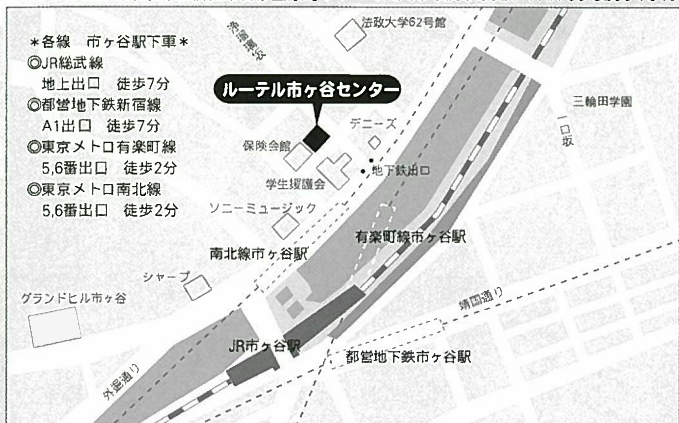 ＊各線　市ヶ谷駅下車＊
◎JR総武線
地上出口　徒歩7分
◎都営地下鉄新宿線
A1出口　徒歩7分
◎東京メトロ有楽町線
5,6番出口　徒歩2分
◎東京メトロ南北線
5,6番出口　徒歩2分
法政大学62号館
ルーテル市ヶ谷センター
三輪田学園
デニーズ
一口坂
保険会館
地下鉄出口
学生援護会
ソニーミュージック
有楽町線市ヶ谷駅
南北線市ヶ谷駅
シャープ
グランドヒル市ヶ谷
靖国通り
JR市ヶ谷駅
都営地下鉄市ヶ谷駅
外堀通り